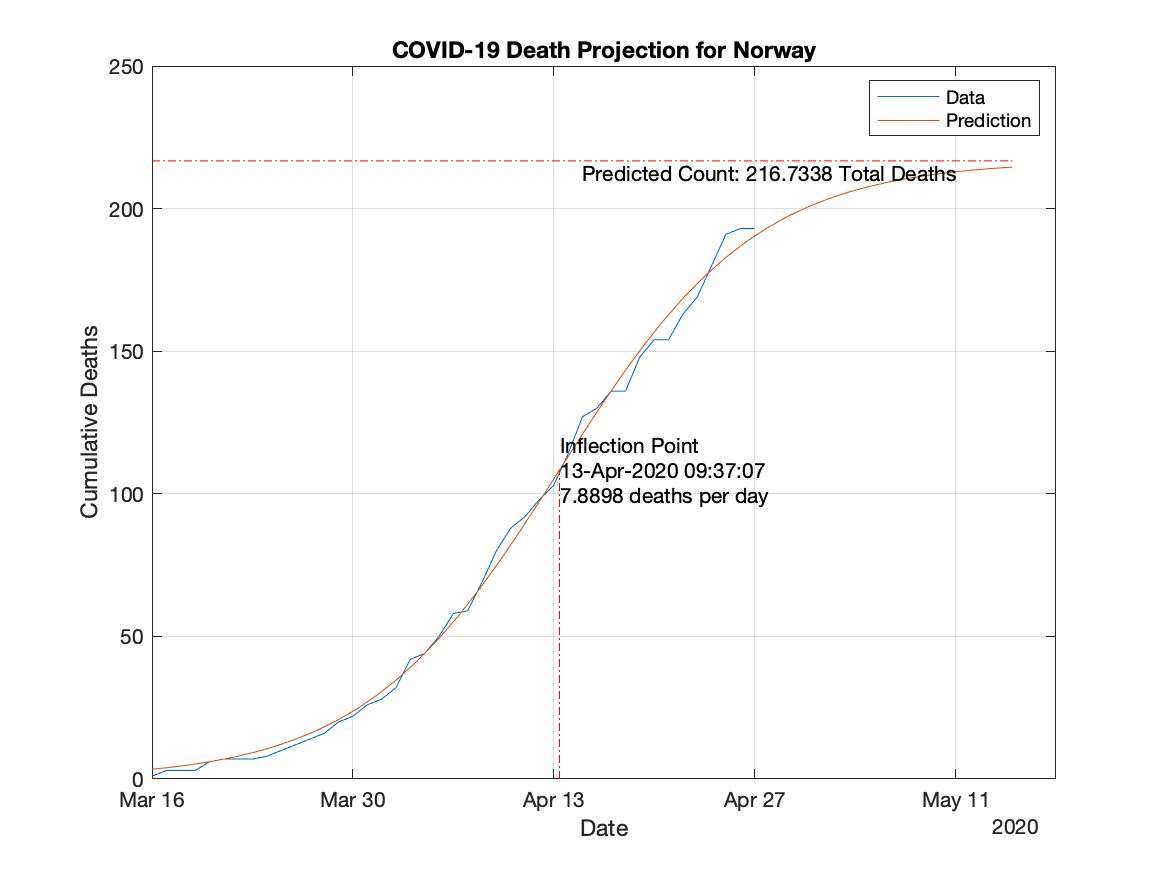 COVID-19 Death Projection for Norway
250
Data
Prediction
Predicted Count: 216.7338 Total Deaths
200
150
Inflection Point
13-Apr-2020 09:37:07
7.8898 deaths per day
100
50
0
Cumulative Deaths
Mar 16 Mar 30 Apr 13 Apr 27 May 11
Date
2020